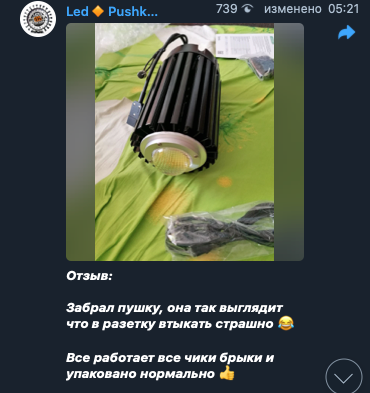 Led🔸Pushk...
739 изменено 05:21
Отзыв:
Забрал пушку, она так выглядит
что в разетку втыкать страшно 😂
Все работает все чики брыки и
упаковано нормально 👍